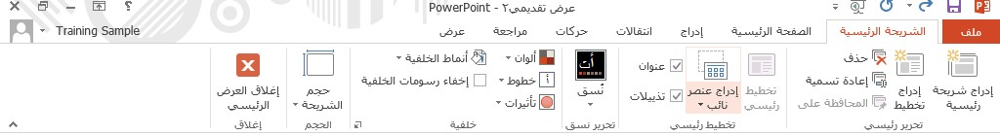 عرض تقديمي٢ - PowerPoint
ملف الشريحة الرئيسية الصفحة الرئيسية إدراج انتقالات حركات مراجعة عرض Training Sample
إدراج شريحة رئيسية
إدراج تخطيط
حذف
إعادة تسمية
المحافظة على
تحرير رئيسي
تخطيط رئيسي
إدراج عنصر نائب
عنوان
تذييلات
تخطيط رئيسي
نسق
تحرير نسق
ألوان
خطوط
تأثيرات
أنماط الخلفية
إخفاء رسومات الخلفية
خلفية
حجم الشريحة
الحجم
إغلاق العرض الرئيسي
إغلاق